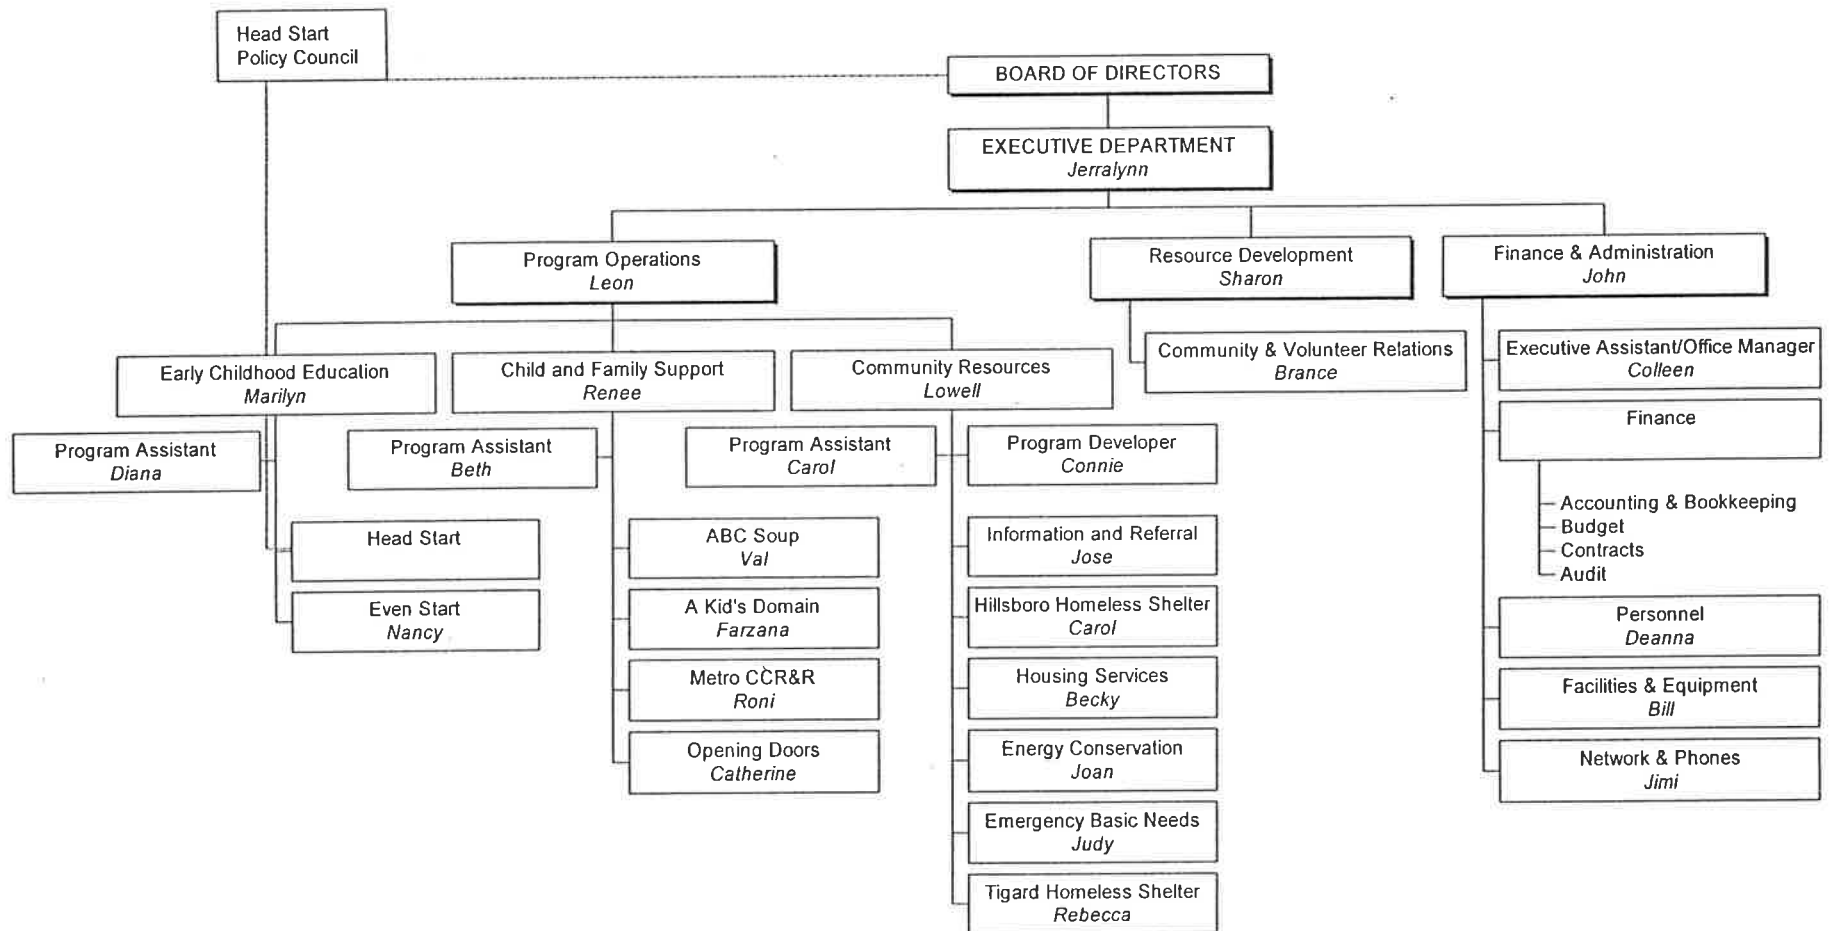 Head Start
Policy Council
BOARD OF DIRECTORS
EXECUTIVE DEPARTMENT
Jerralynn
Program Operations
Leon
Resource Development
Sharon
Finance & Administration
John
Early Childhood Education
Marilyn
Child and Family Support
Renee
Community Resources
Lowell
Community & Volunteer Relations
Brance
Executive Assistant/Office Manager
Colleen
Finance
Program Assistant
Diana
Program Assistant
Beth
Program Assistant
Carol
Program Developer
Connie
Accounting & Bookkeeping
Budget
Contracts
Audit
Head Start
Even Start
Nancy
ABC Soup
Val
A Kid's Domain
Farzana
Metro CCR&R
Roni
Opening Doors
Catherine
Information and Referral
Jose
Hillsboro Homeless Shelter
Carol
Housing Services
Becky
Energy Conservation
Joan
Emergency Basic Needs
Judy
Tigard Homeless Shelter
Rebecca
Personnel
Deanna
Facilities & Equipment
Bill
Network & Phones
Jimi